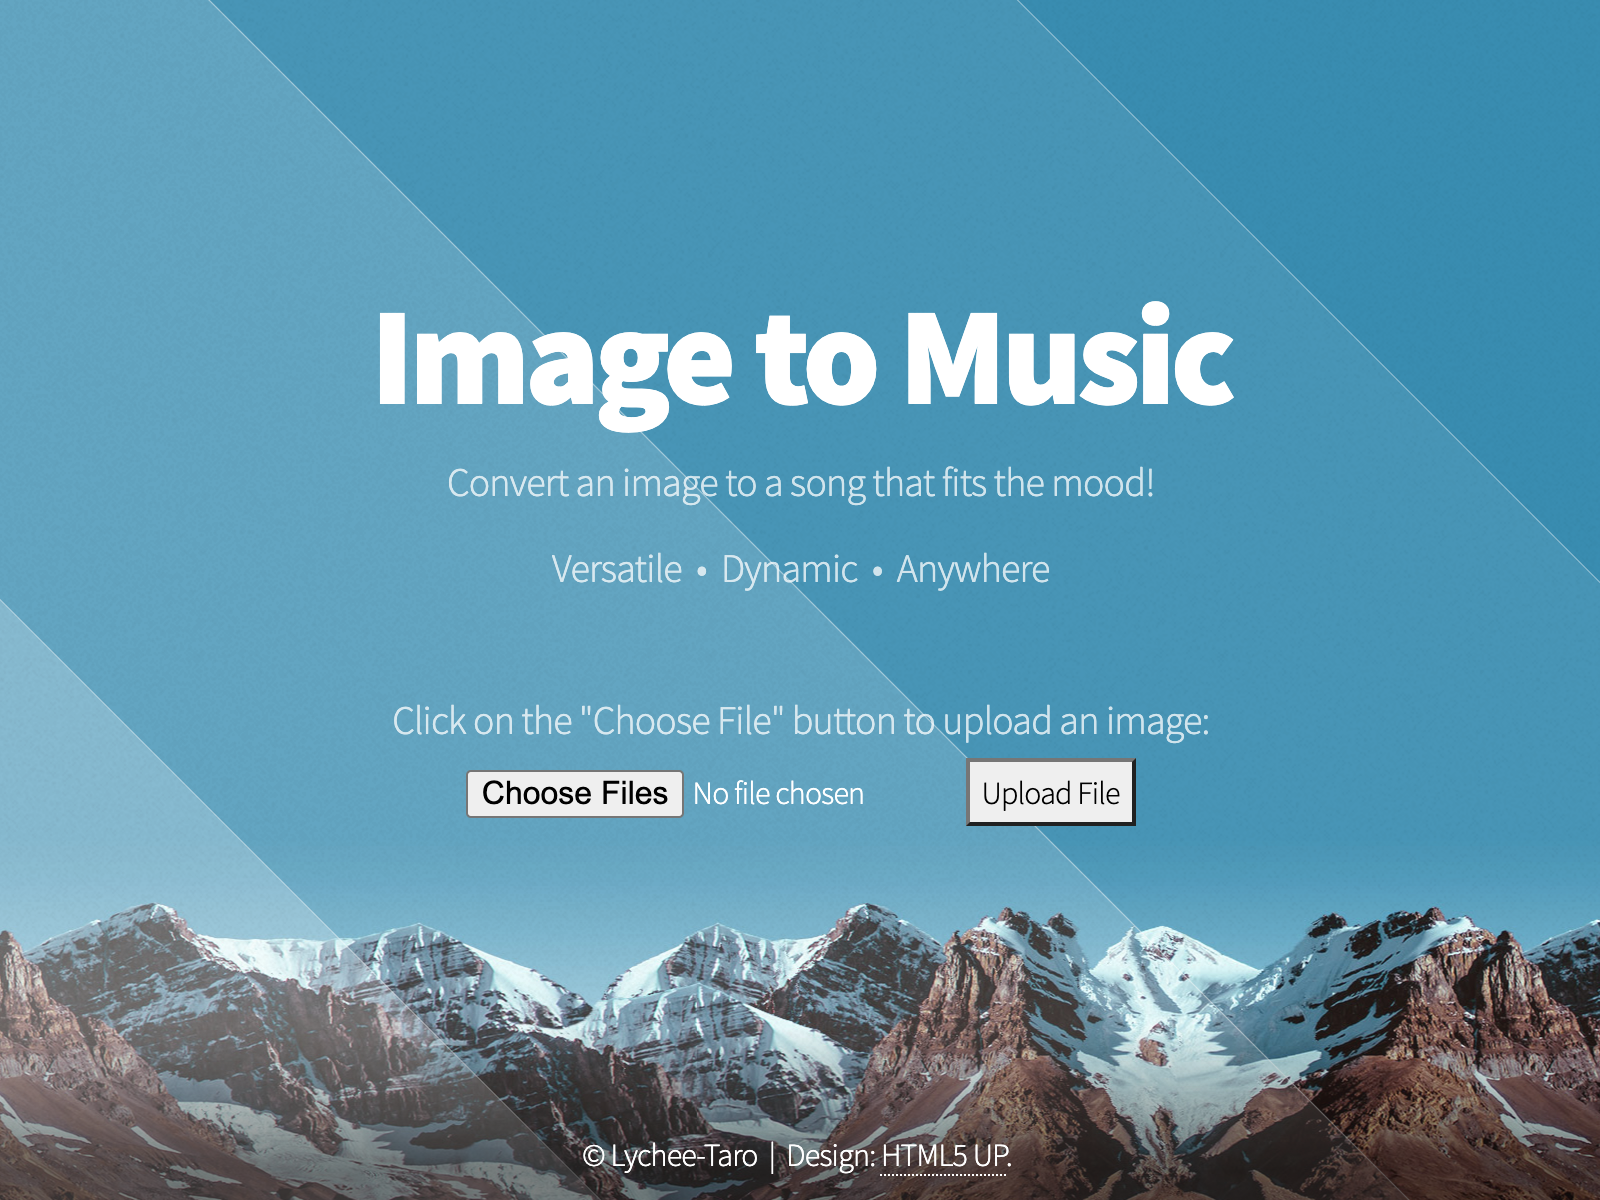 Image to Music
Convert an image to a song that fits the mood!
Versatile • Dynamic • Anywhere
Click on the "Choose File" button to upload an image:
Choose Files No file chosen Upload File
© Lychee-Taro | Design: HTML5 UP.